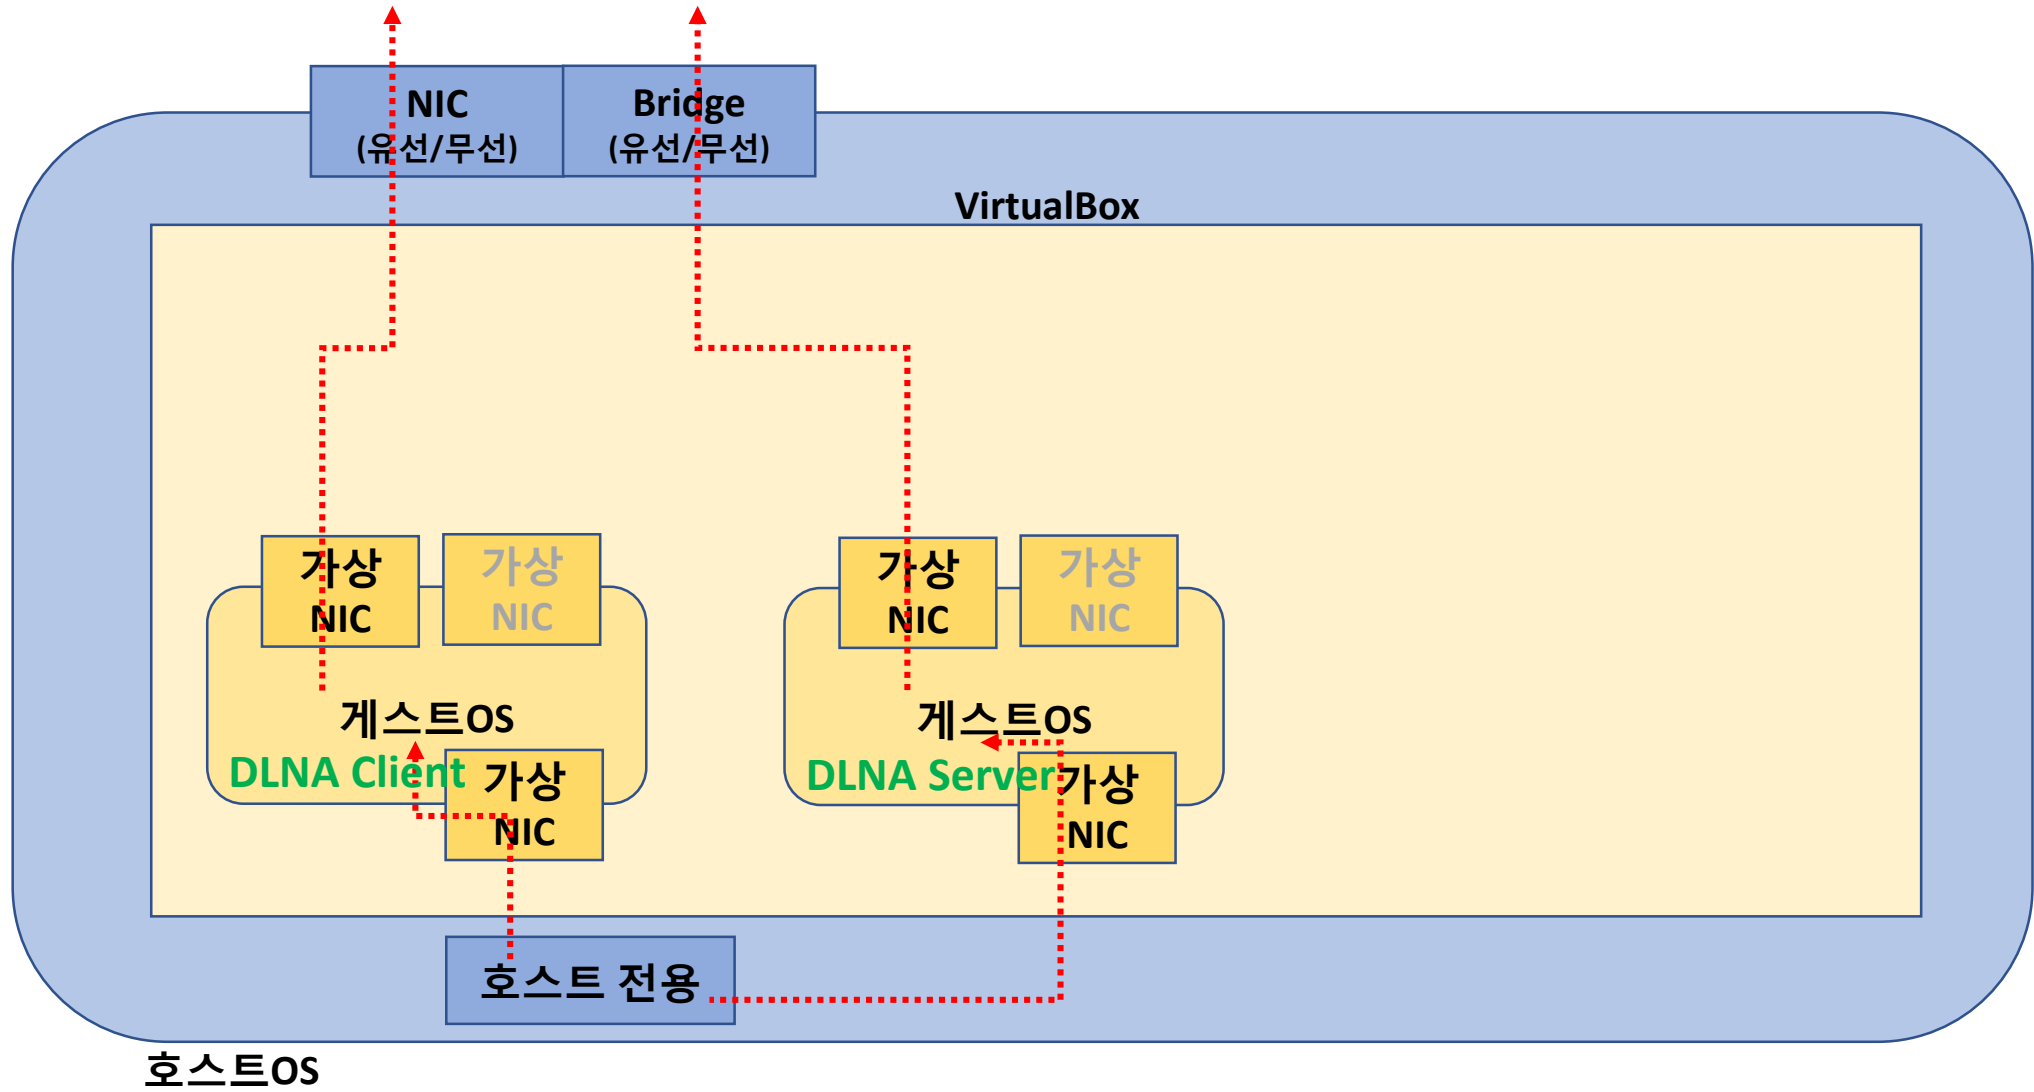 NIC
(유선/무선)
Bridge
(유선/무선)
VirtualBox
가상
NIC
가상
NIC
게스트OS
DLNA Client
가상
NIC
가상
NIC
가상
NIC
게스트OS
DLNA Server
가상
NIC
호스트 전용
호스트OS